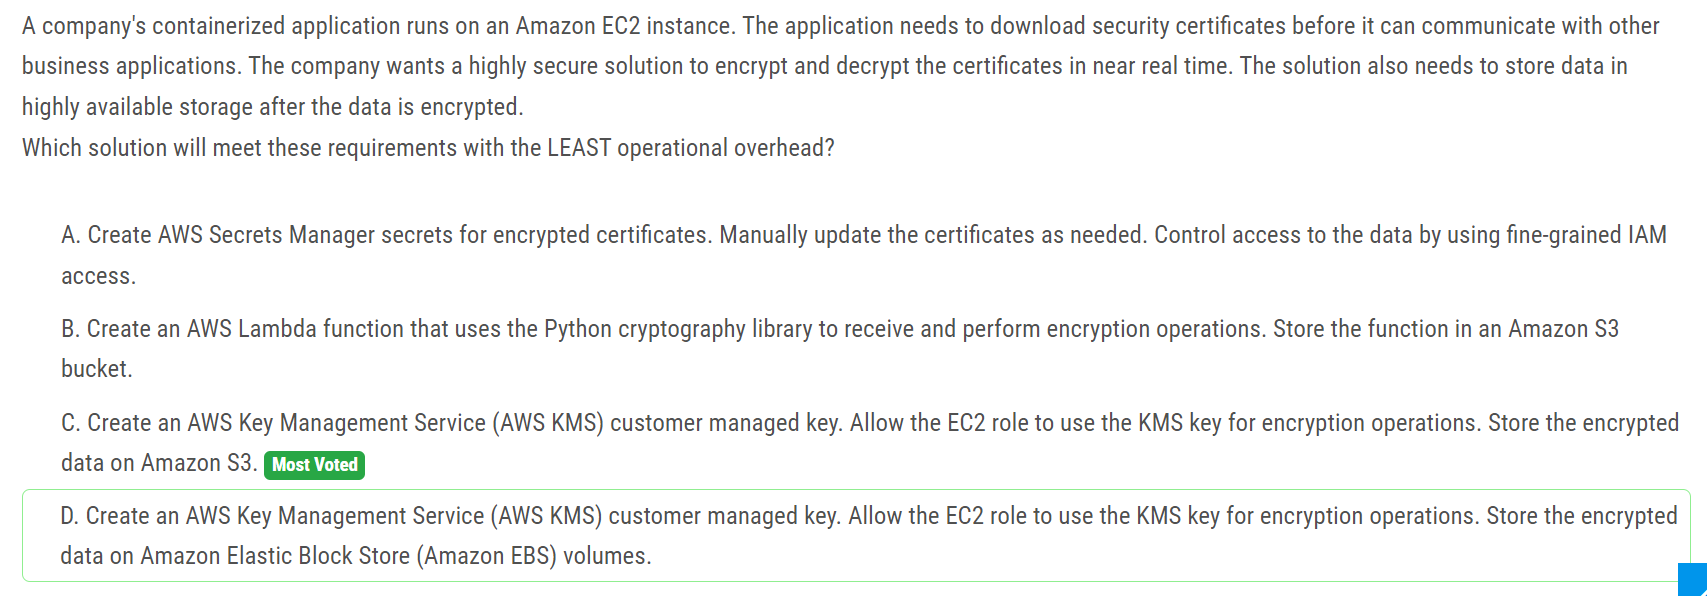 A company's containerized application runs on an Amazon EC2 instance. The application needs to download security certificates before it can communicate with other
business applications. The company wants a highly secure solution to encrypt and decrypt the certificates in near real time. The solution also needs to store data in
highly available storage after the data is encrypted.
Which solution will meet these requirements with the LEAST operational overhead?
A. Create AWS Secrets Manager secrets for encrypted certificates. Manually update the certificates as needed. Control access to the data by using fine-grained IAM
access.
B. Create an AWS Lambda function that uses the Python cryptography library to receive and perform encryption operations. Store the function in an Amazon S3
bucket.
C. Create an AWS Key Management Service (AWS KMS) customer managed key. Allow the EC2 role to use the KMS key for encryption operations. Store the encrypted
data on Amazon S3. Most Voted
D. Create an AWS Key Management Service (AWS KMS) customer managed key. Allow the EC2 role to use the KMS key for encryption operations. Store the encrypted
data on Amazon Elastic Block Store (Amazon EBS) volumes.